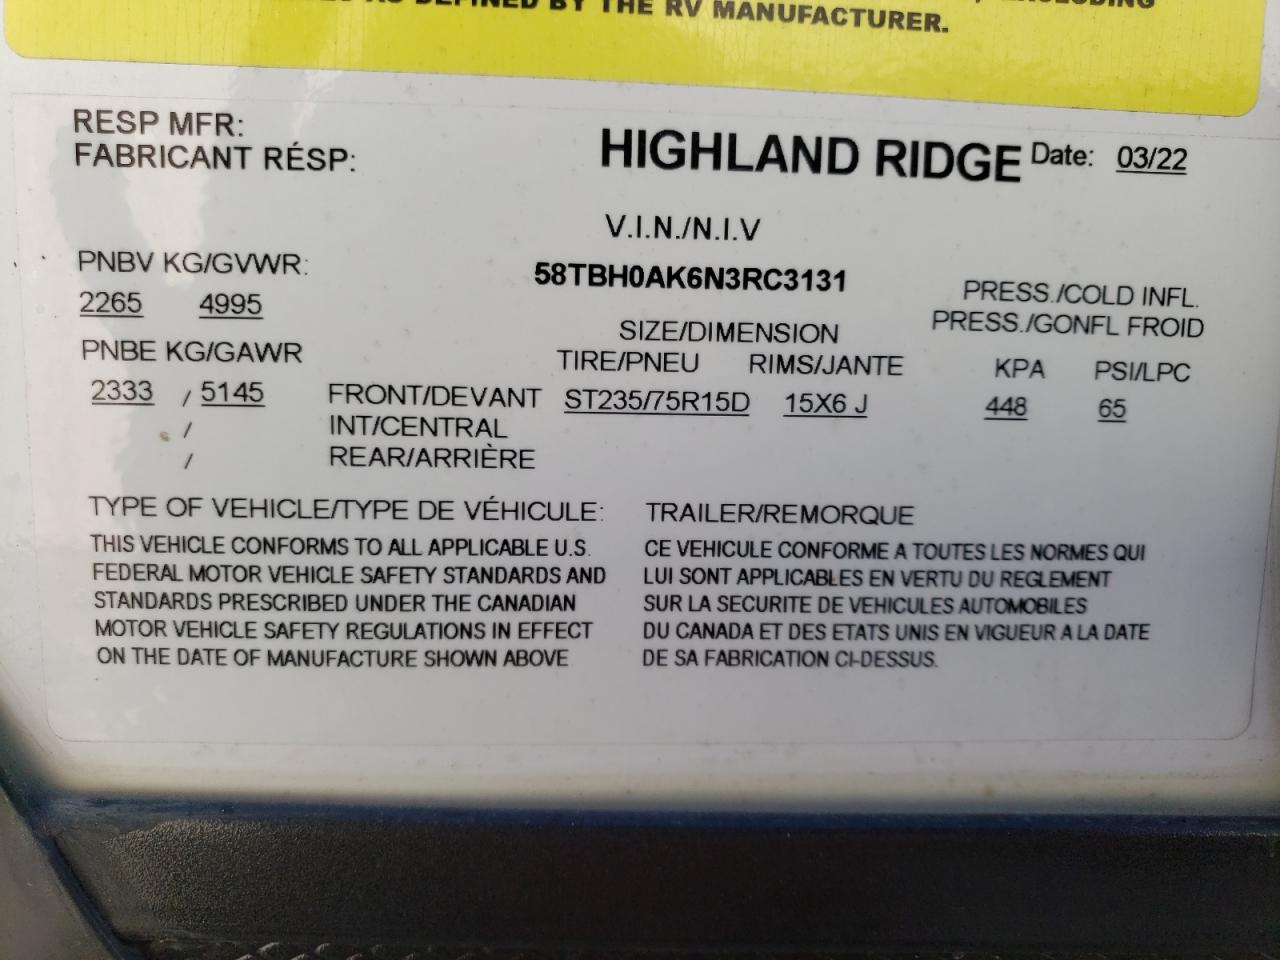 AS DEFINED BY THE RV MANUFACTURER.
RESP MFR:
FABRICANT RÉSP:
HIGHLAND RIDGE Date: 03/22
V.I.N./N.I.V
58TBH0AK6N3RC3131
PNBV KG/GVWR:
2265 4995
PRESS./COLD INFL.
PRESS./GONFL FROID
SIZE/DIMENSION
PNBE KG/GAWR TIRE/PNEU RIMS/JANTE KPA PSI/LPC
2333 / 5145 FRONT/DEVANT ST235/75R15D 15X6 J 448 65
/ INT/CENTRAL
/ REAR/ARRIÈRE
TYPE OF VEHICLE/TYPE DE VÉHICULE: TRAILER/REMORQUE
THIS VEHICLE CONFORMS TO ALL APPLICABLE U.S.
FEDERAL MOTOR VEHICLE SAFETY STANDARDS AND
STANDARDS PRESCRIBED UNDER THE CANADIAN
MOTOR VEHICLE SAFETY REGULATIONS IN EFFECT
ON THE DATE OF MANUFACTURE SHOWN ABOVE
CE VEHICULE CONFORME A TOUTES LES NORMES QUI
LUI SONT APPLICABLES EN VERTU DU REGLEMENT
SUR LA SECURITE DE VEHICULES AUTOMOBILES
DU CANADA ET DES ETATS UNIS EN VIGUEUR A LA DATE
DE SA FABRICATION CI-DESSUS.